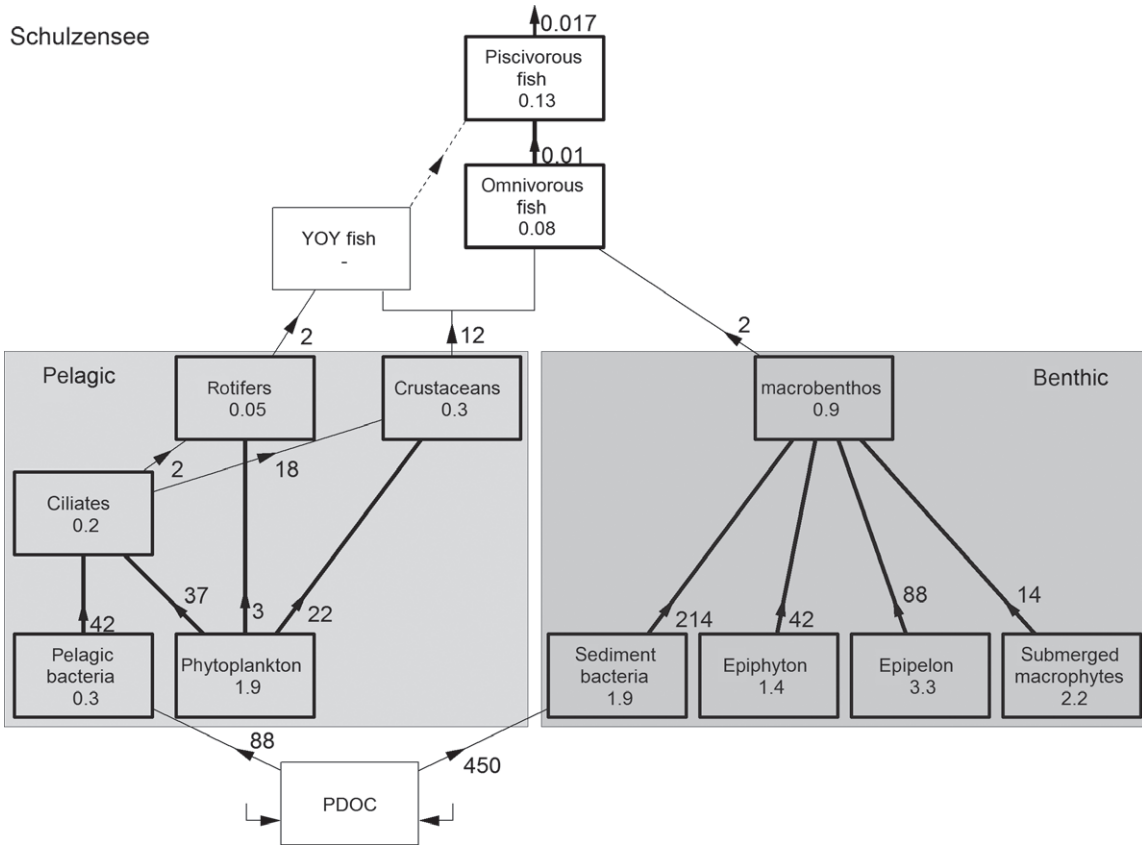 Schulzensee
0.017
Piscivorous
fish
0.13
0.01
Omnivorous
fish
0.08
YOY fish
-
2
12
2
Pelagic
Benthic
Rotifers
0.05
Crustaceans
0.3
macrobenthos
0.9
2
18
Ciliates
0.2
37
42
3
22
214
42
88
14
Pelagic
bacteria
0.3
Phytoplankton
1.9
Sediment
bacteria
1.9
Epiphyton
1.4
Epipelon
3.3
Submerged
macrophytes
2.2
88
450
PDOC